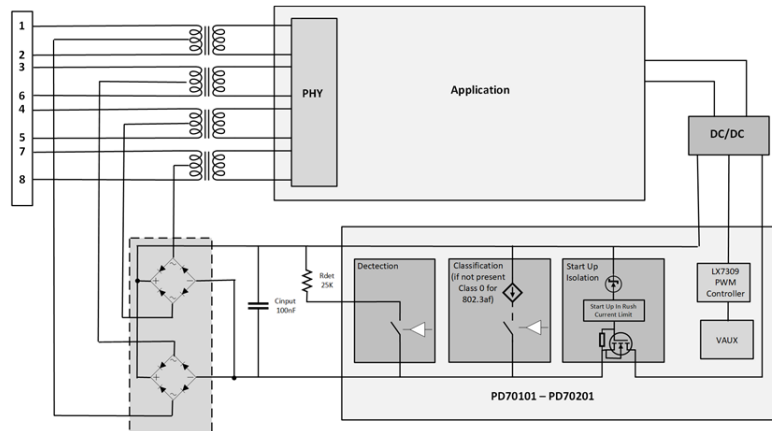 1
2
3
6
4
5
7
8
PHY
Application
DC/DC
Cinput
100nF
Rdet
25K
Dectection
Classification
(if not present
Class 0 for
802.3af)
Start Up
Isolation
Start Up In Rush
Current Limit
LX7309
PWM
Controller
VAUX
PD70101 – PD70201